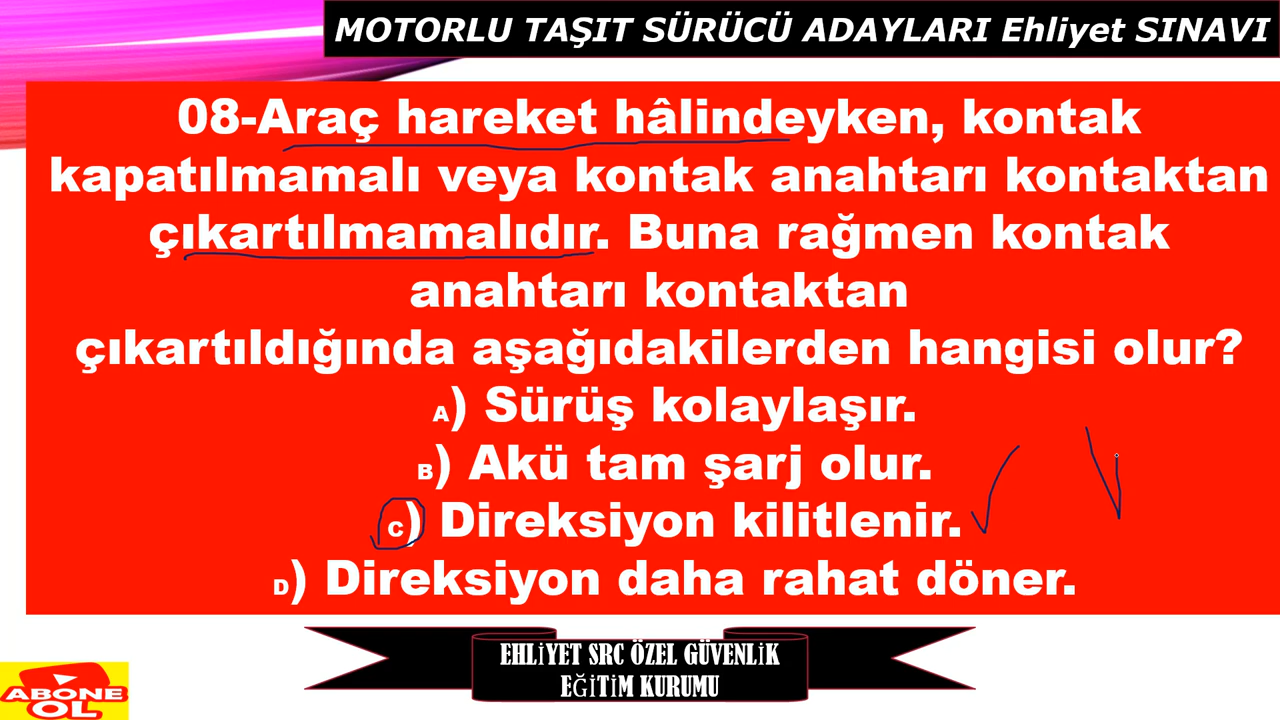 MOTORLU TAŞIT SÜRÜCÜ ADAYLARI Ehliyet SINAVI
08-Araç hareket hâlindeyken, kontak
kapatılmamalı veya kontak anahtarı kontaktan
çıkartılmamalıdır. Buna rağmen kontak
anahtarı kontaktan
çıkartıldığında aşağıdakilerden hangisi olur?
A) Sürüş kolaylaşır.
B) Akü tam şarj olur.
C) Direksiyon kilitlenir.
D) Direksiyon daha rahat döner.
EHLİYET SRC ÖZEL GÜVENLİK
EĞİTİM KURUMU
ABONE
OL